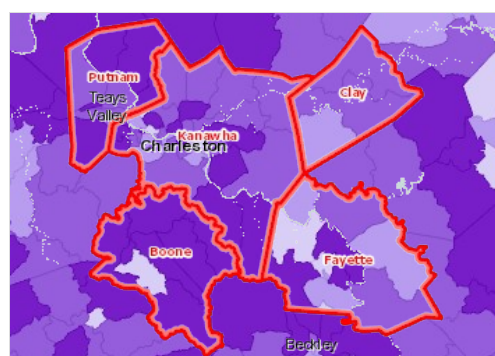 Putnam
Teays
Valley
Clay
Kanawha
Charleston
Boone
Fayette
Beckley